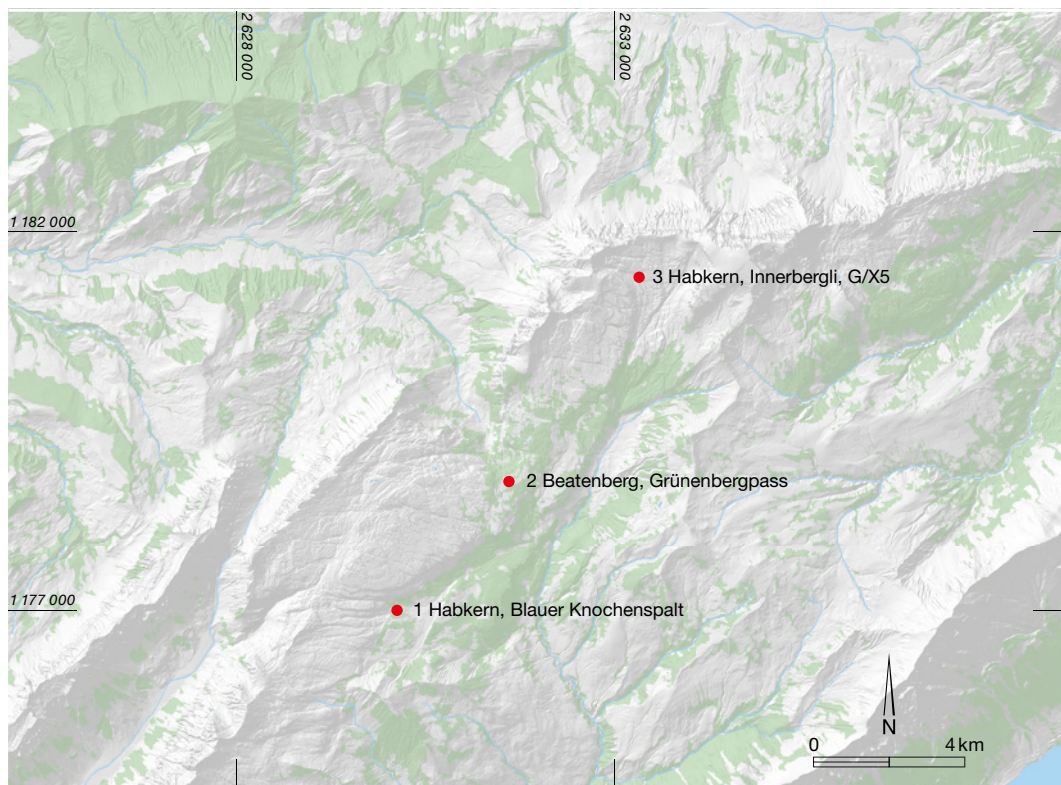 2 628 000
2 633 000
1 182 000
3 Habkern, Innerbergli, G/X5
2 Beatenberg, Grünenbergpass
1 177 000
1 Habkern, Blauer Knochenspalt
N
0
4 km